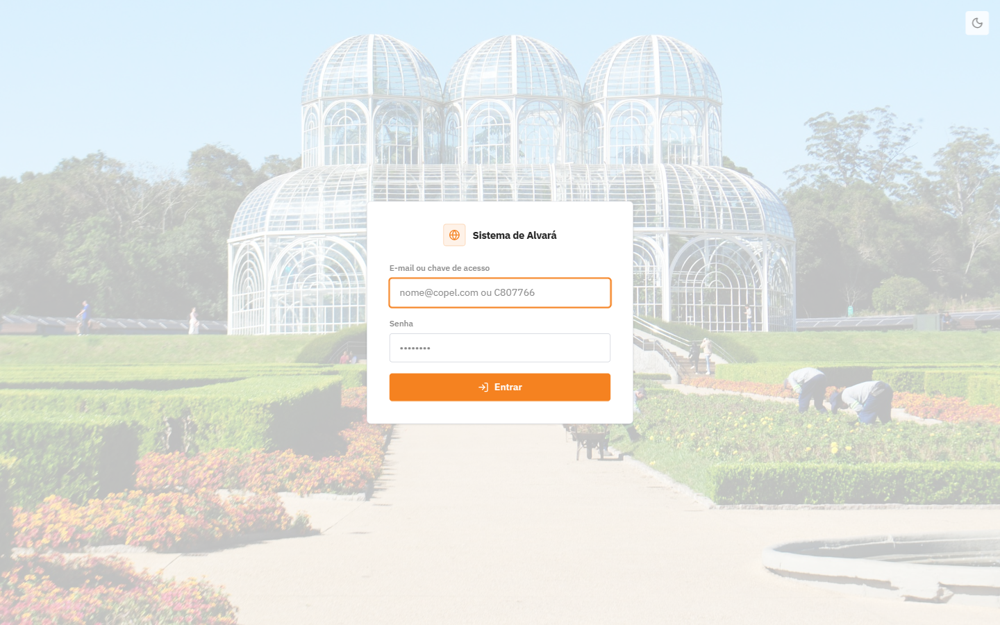 Sistema de Alvará
E-mail ou chave de acesso
nome@copel.com ou C807766
Senha
••••••••
Entrar